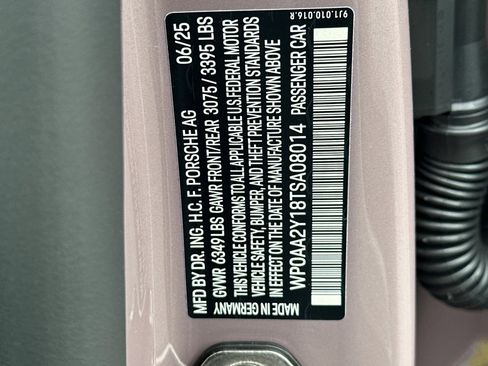 MFD BY DR. ING. H.C. F. PORSCHE AG 06/25
GVWR 6349 LBS GAWR FRONT/REAR 3075 / 3395 LBS
THIS VEHICLE CONFORMS TO ALL APPLICABLE U.S. FEDERAL MOTOR
VEHICLE SAFETY, BUMPER, AND THEFT PREVENTION STANDARDS
IN EFFECT ON THE DATE OF MANUFACTURE SHOWN ABOVE
WP0AA2Y18TSA08014 PASSENGER CAR
MADE IN GERMANY
9J1.010.016.R